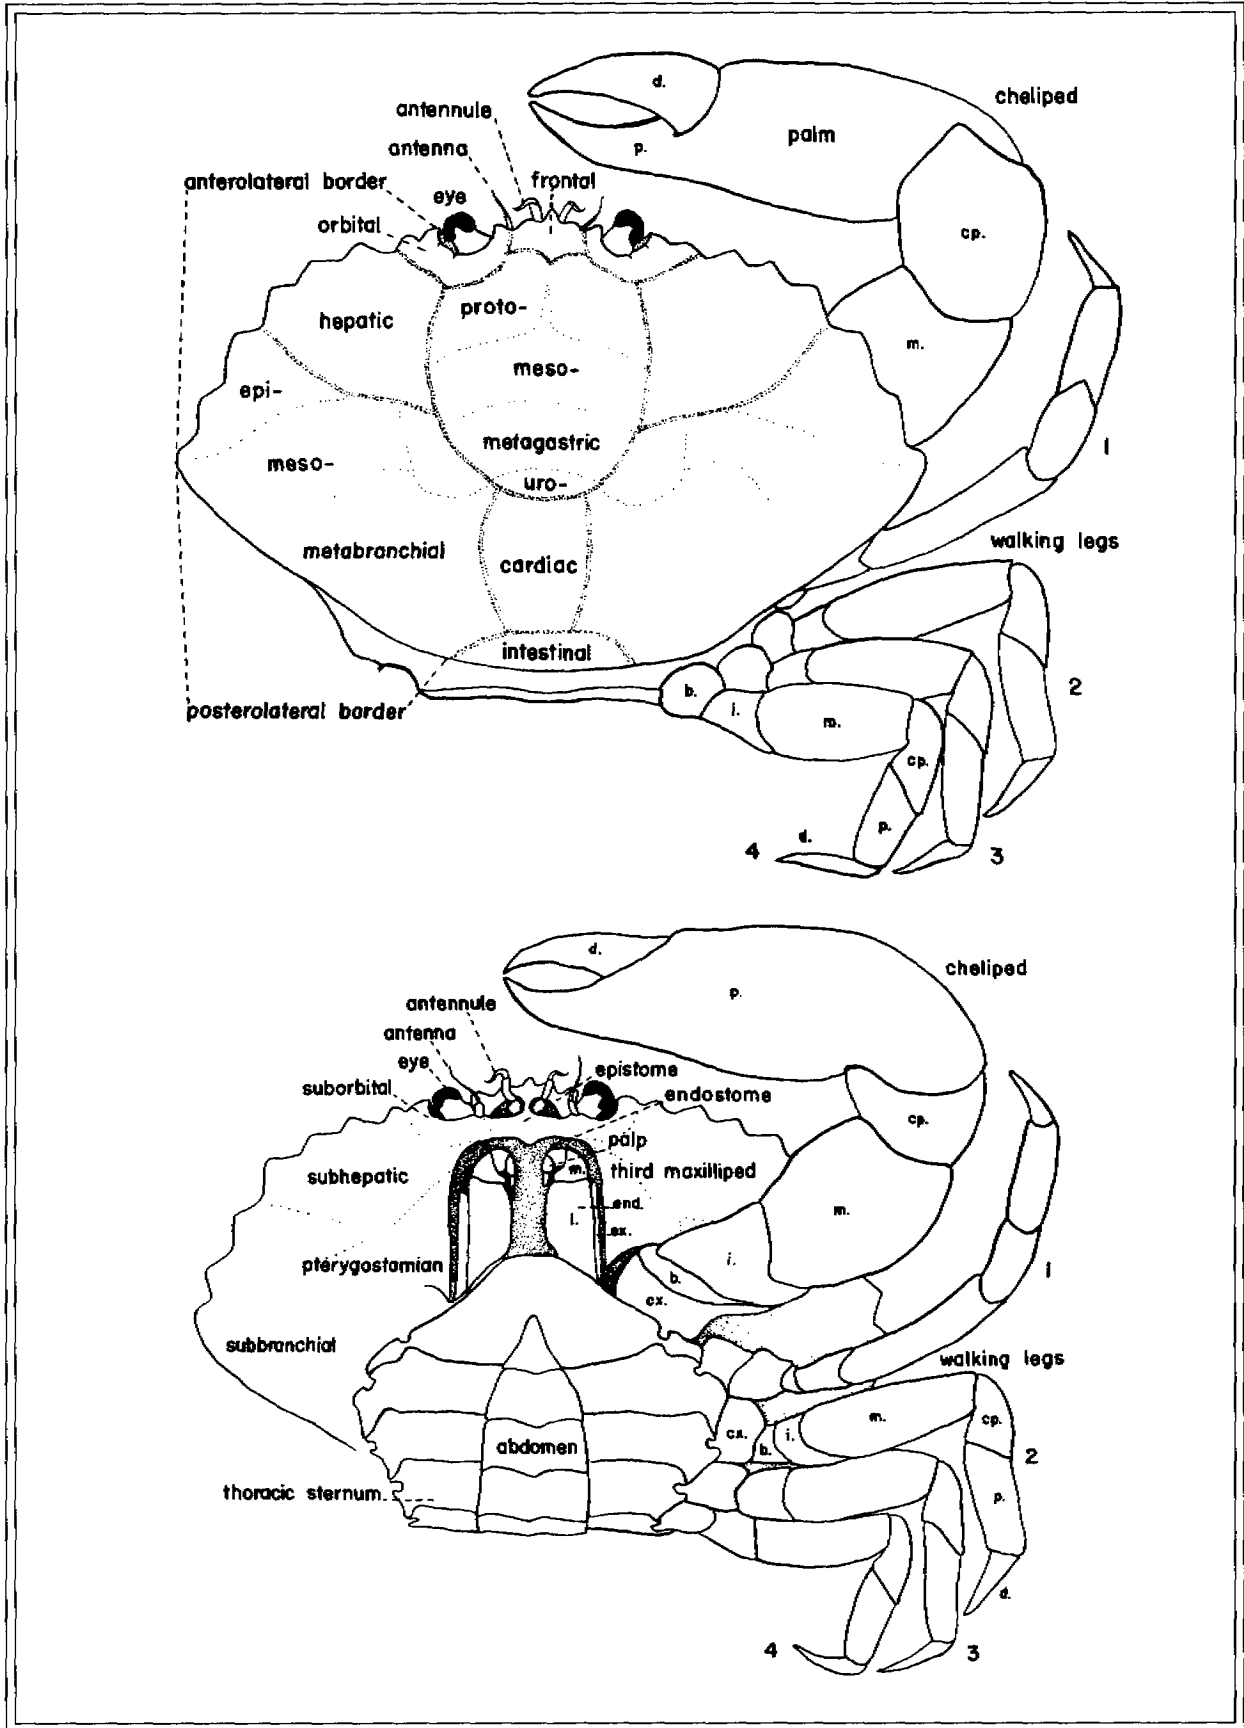 d.
cheliped
antennule
palm
antenna
p.
anterolateral border
eye
frontal
orbital
cp.
hepatic
proto-
m.
meso-
epi-
metagastric
1
meso-
uro-
metabranchial
cardiac
walking legs
intestinal
b.
i.
m.
2
posterolateral border
cp.
p.
d.
4
3
d.
cheliped
p.
antennule
antenna
eye
epistome
suborbital
endostome
cp.
palp
subhepatic
m.
third maxilliped
end.
i.
m.
ex.
pterygostamian
i.
b.
1
cx.
subbranchial
walking legs
m.
cp.
cx.
b.
i.
abdomen
2
thoracic sternum
p.
d.
4
3